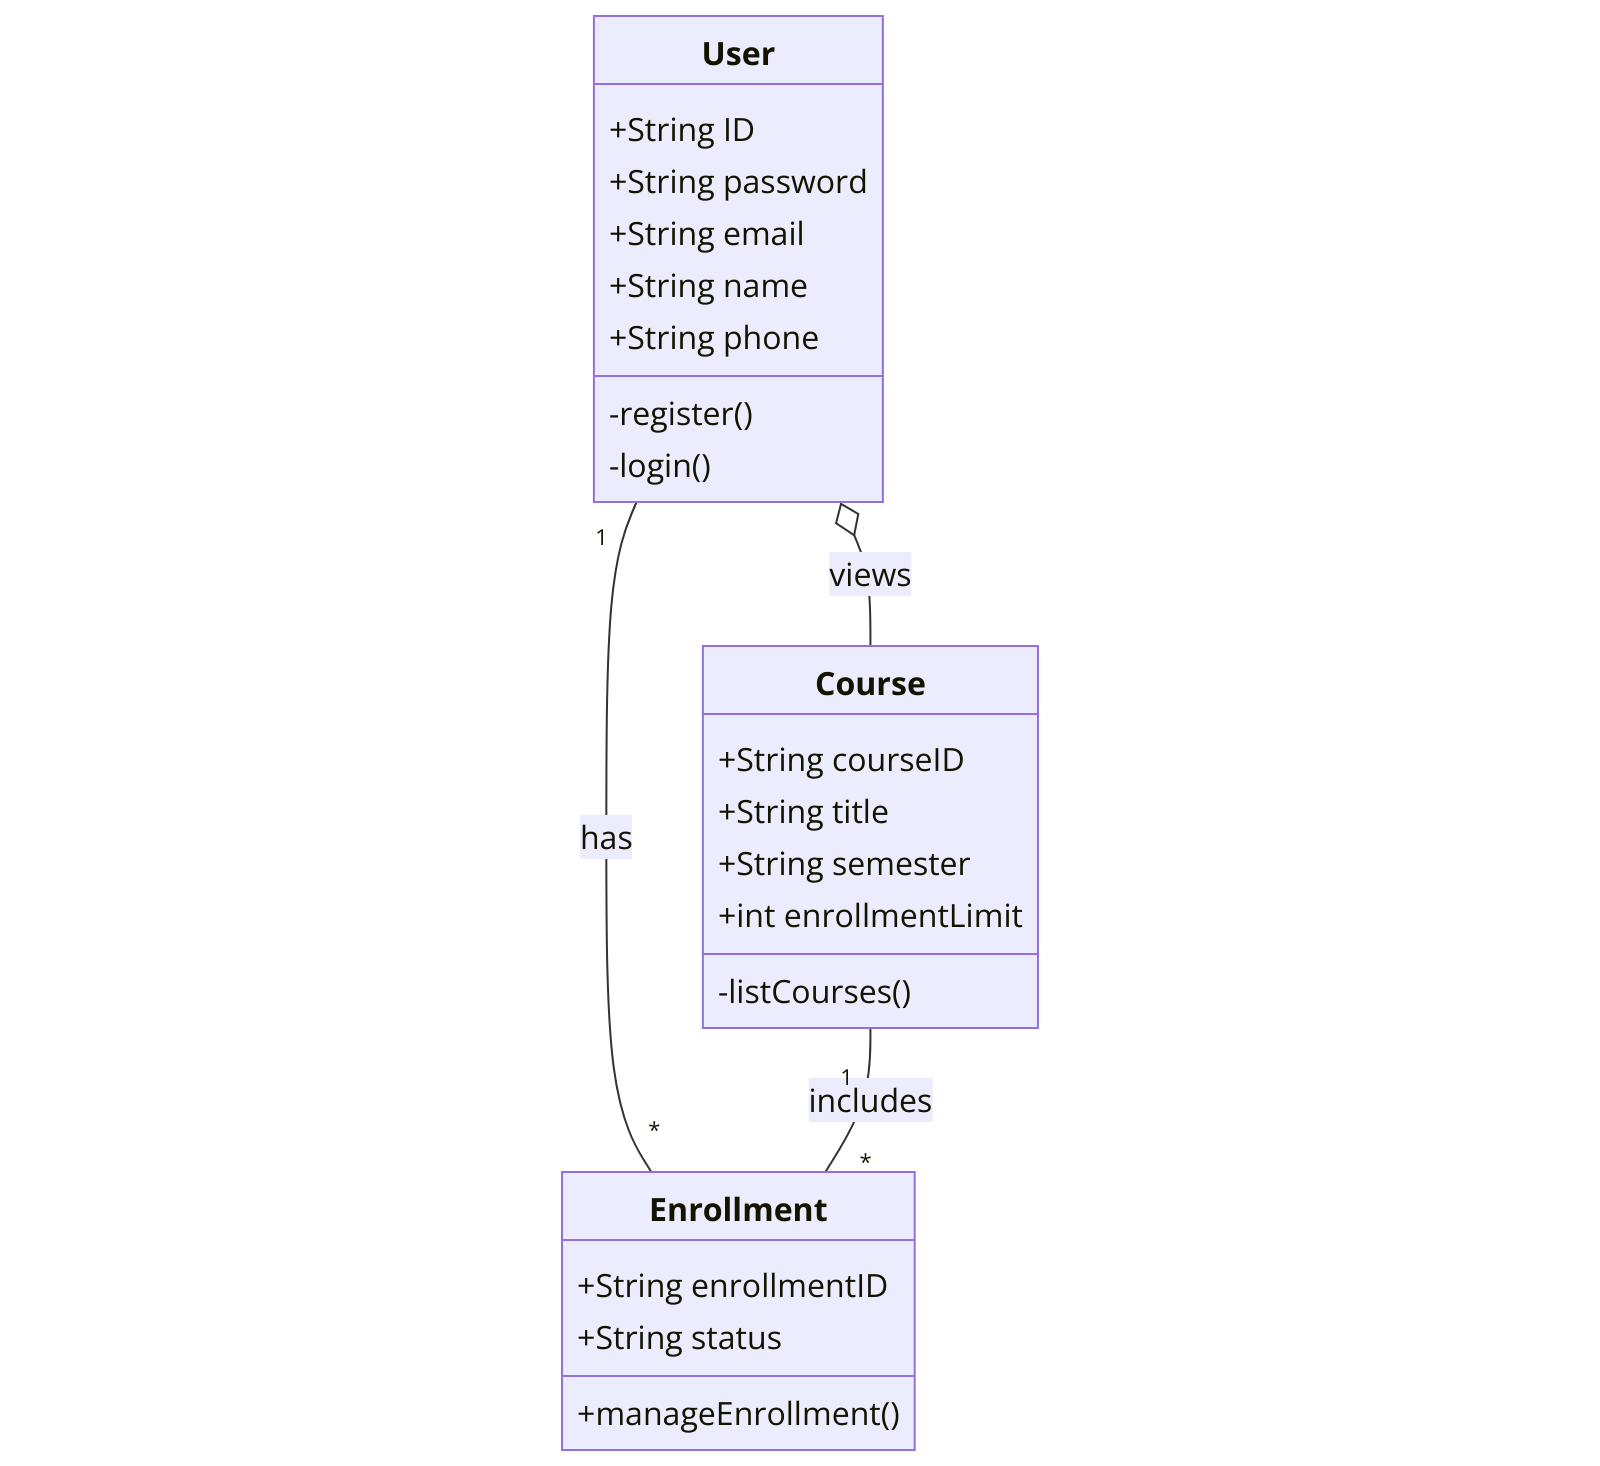 User
+String ID
+String password
+String email
+String name
+String phone
-register()
-login()
1
views
Course
+String courseID
+String title
+String semester
+int enrollmentLimit
-listCourses()
has
1
includes
*
*
Enrollment
+String enrollmentID
+String status
+manageEnrollment()